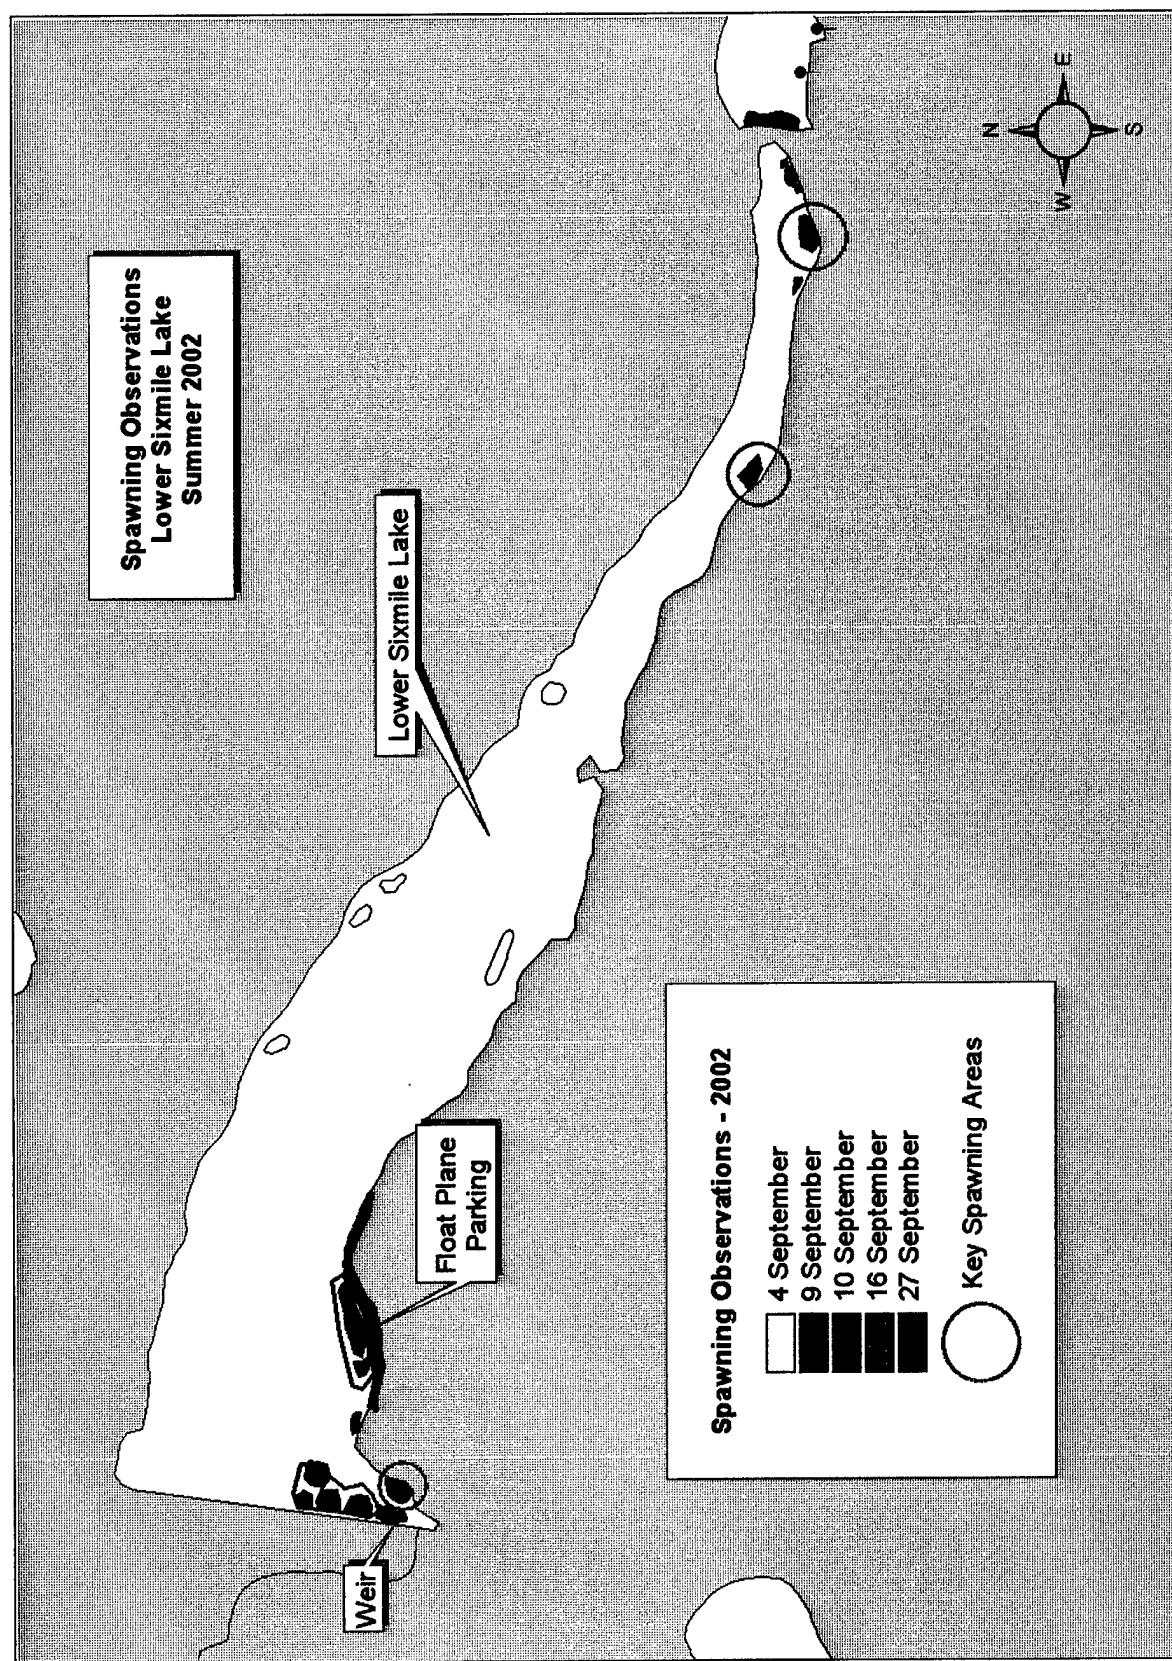 Spawning Observations
Lower Sixmile Lake
Summer 2002
Lower Sixmile Lake
Float Plane
Parking
Weir
N
E
S
W
Spawning Observations - 2002
4 September
9 September
10 September
16 September
27 September
Key Spawning Areas